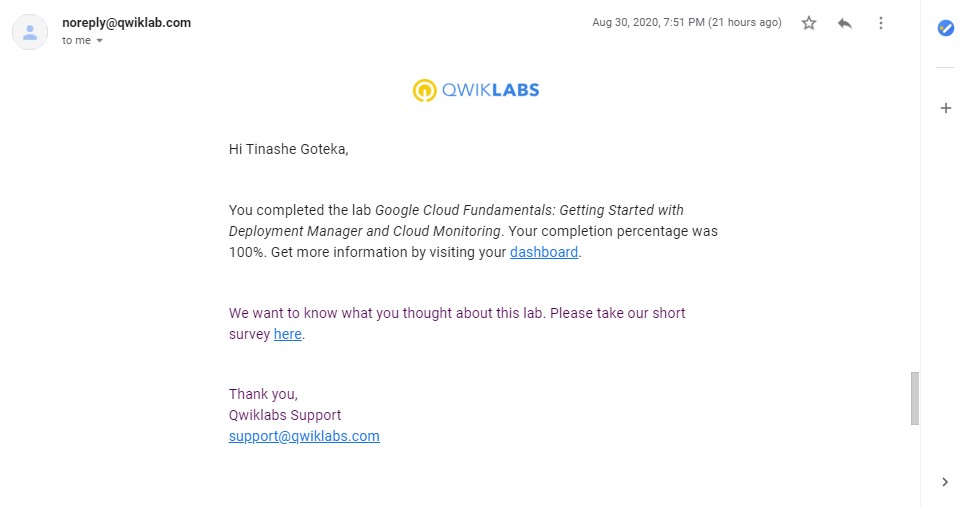 noreply@qwiklab.com
Aug 30, 2020, 7:51 PM (21 hours ago)
to me
QWIKLABS
Hi Tinashe Goteka,
You completed the lab Google Cloud Fundamentals: Getting Started with
Deployment Manager and Cloud Monitoring. Your completion percentage was
100%. Get more information by visiting your dashboard.
We want to know what you thought about this lab. Please take our short
survey here.
Thank you,
Qwiklabs Support
support@qwiklabs.com